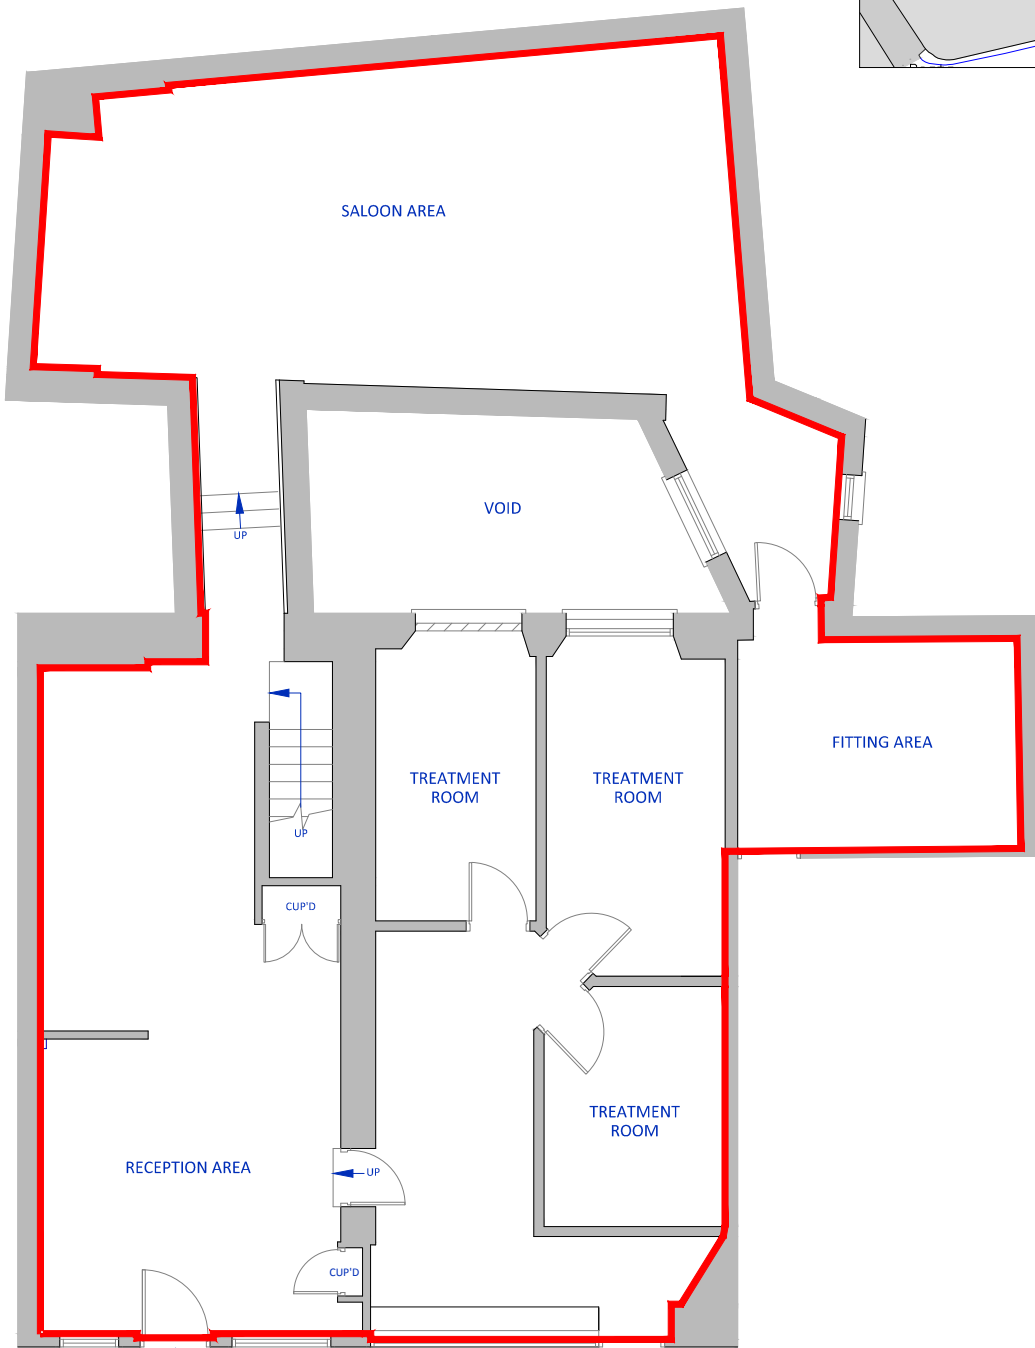 SALOON AREA
VOID
UP
FITTING AREA
TREATMENT
ROOM
TREATMENT
ROOM
UP
CUP'D
TREATMENT
ROOM
RECEPTION AREA
UP
CUP'D